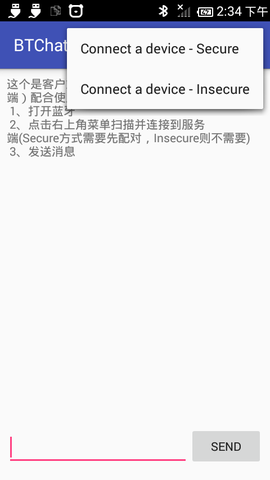 2:34 下午
BTChat
Connect a device - Secure
Connect a device - Insecure
这个是客户
端）配合使
1、打开蓝牙
2、点击右上角菜单扫描并连接到服务
端(Secure方式需要先配对，Insecure则不需要)
3、发送消息
SEND